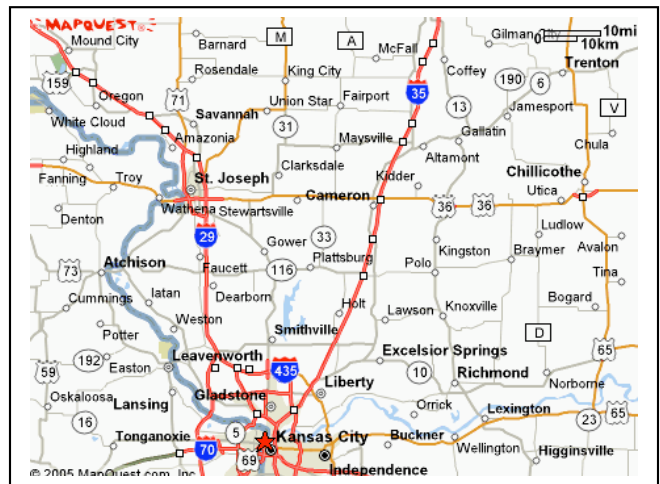 MAPQUEST
Mound City
Barnard
M
A
McFall
Gilman City
10mi
0
10km
159
Rosendale
King City
Coffey
190
6
Trenton
Oregon
71
Savannah
Union Star
Fairport
35
13
Jamesport
V
White Cloud
Amazonia
31
Maysville
Gallatin
Chula
Highland
Clarksdale
Altamont
Chillicothe
Fanning
Troy
St. Joseph
Kidder
Utica
Wathena
Stewartsville
Cameron
36
36
Denton
29
Gower
33
Kingston
Ludlow
Braymer
Avalon
73
Atchison
Faucett
116
Plattsburg
Polo
Tina
Cummings
Iatan
Dearborn
Holt
Lawson
Knoxville
Bogard
Potter
Weston
Smithville
D
192
Easton
Leavenworth
435
Excelsior Springs
65
59
Oskaloosa
Lansing
Gladstone
Liberty
10
Richmond
Norborne
16
Orrick
Lexington
23
65
Tonganoxie
5
Kansas City
Buckner
Wellington
Higginsville
70
69
Independence
© 2005 MapQuest.com, Inc